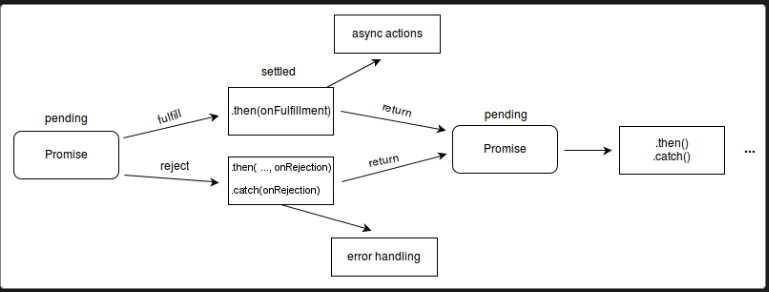 async actions
settled
pending
fulfill
.then(onFulfillment)
return
pending
Promise
reject
.then( ..., onRejection)
.catch(onRejection)
return
Promise
.then()
.catch()
...
error handling